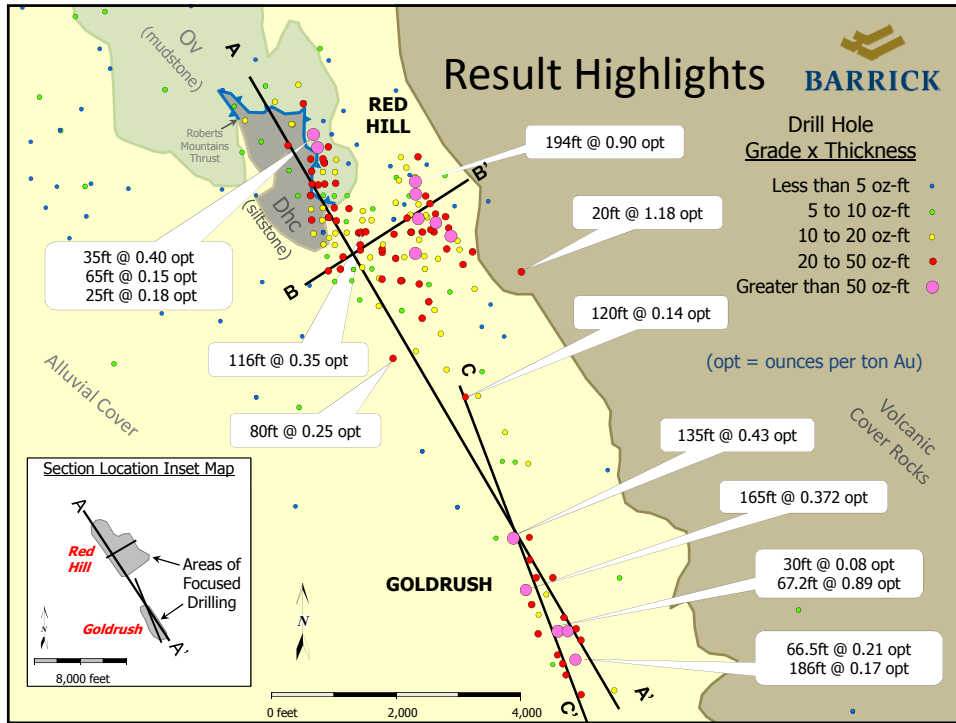 Result Highlights
BARRICK
Drill Hole
Grade x Thickness
Less than 5 oz-ft
5 to 10 oz-ft
10 to 20 oz-ft
20 to 50 oz-ft
Greater than 50 oz-ft
(opt = ounces per ton Au)
Ov
(mudstone)
A
Roberts
Mountains
Thrust
RED
HILL
194ft @ 0.90 opt
B'
20ft @ 1.18 opt
Dhc
(siltstone)
35ft @ 0.40 opt
65ft @ 0.15 opt
25ft @ 0.18 opt
B
120ft @ 0.14 opt
116ft @ 0.35 opt
C
80ft @ 0.25 opt
Alluvial Cover
Volcanic
Cover Rocks
135ft @ 0.43 opt
165ft @ 0.372 opt
GOLDRUSH
30ft @ 0.08 opt
67.2ft @ 0.89 opt
66.5ft @ 0.21 opt
186ft @ 0.17 opt
A'
C'
Section Location Inset Map
A
Red
Hill
Areas of
Focused
Drilling
Goldrush
A'
N
8,000 feet
N
0 feet
2,000
4,000